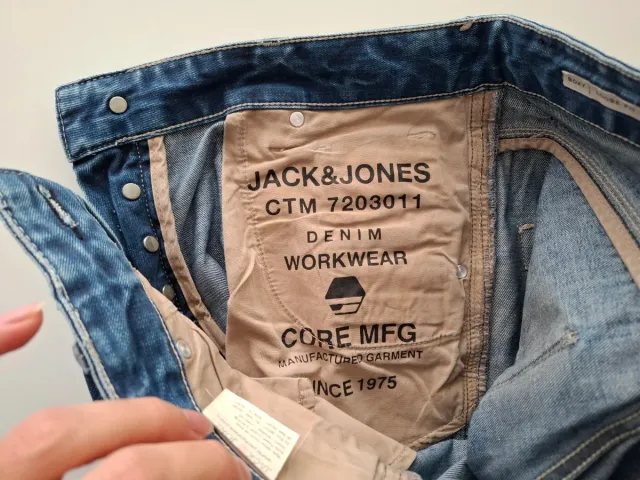 JACK&JONES
CTM 7203011
DENIM
WORKWEAR
CORE MFG
MANUFACTURED GARMENT
SINCE 1975